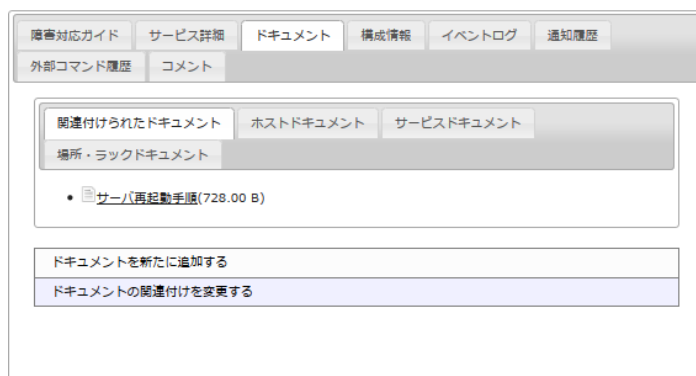 障害対応ガイド サービス詳細 ドキュメント 構成情報 イベントログ 通知履歴
外部コマンド履歴 コメント
関連付けられたドキュメント ホストドキュメント サービスドキュメント
場所・ラックドキュメント
サーバ再起動手順(728.00 B)
ドキュメントを新たに追加する
ドキュメントの関連付けを変更する